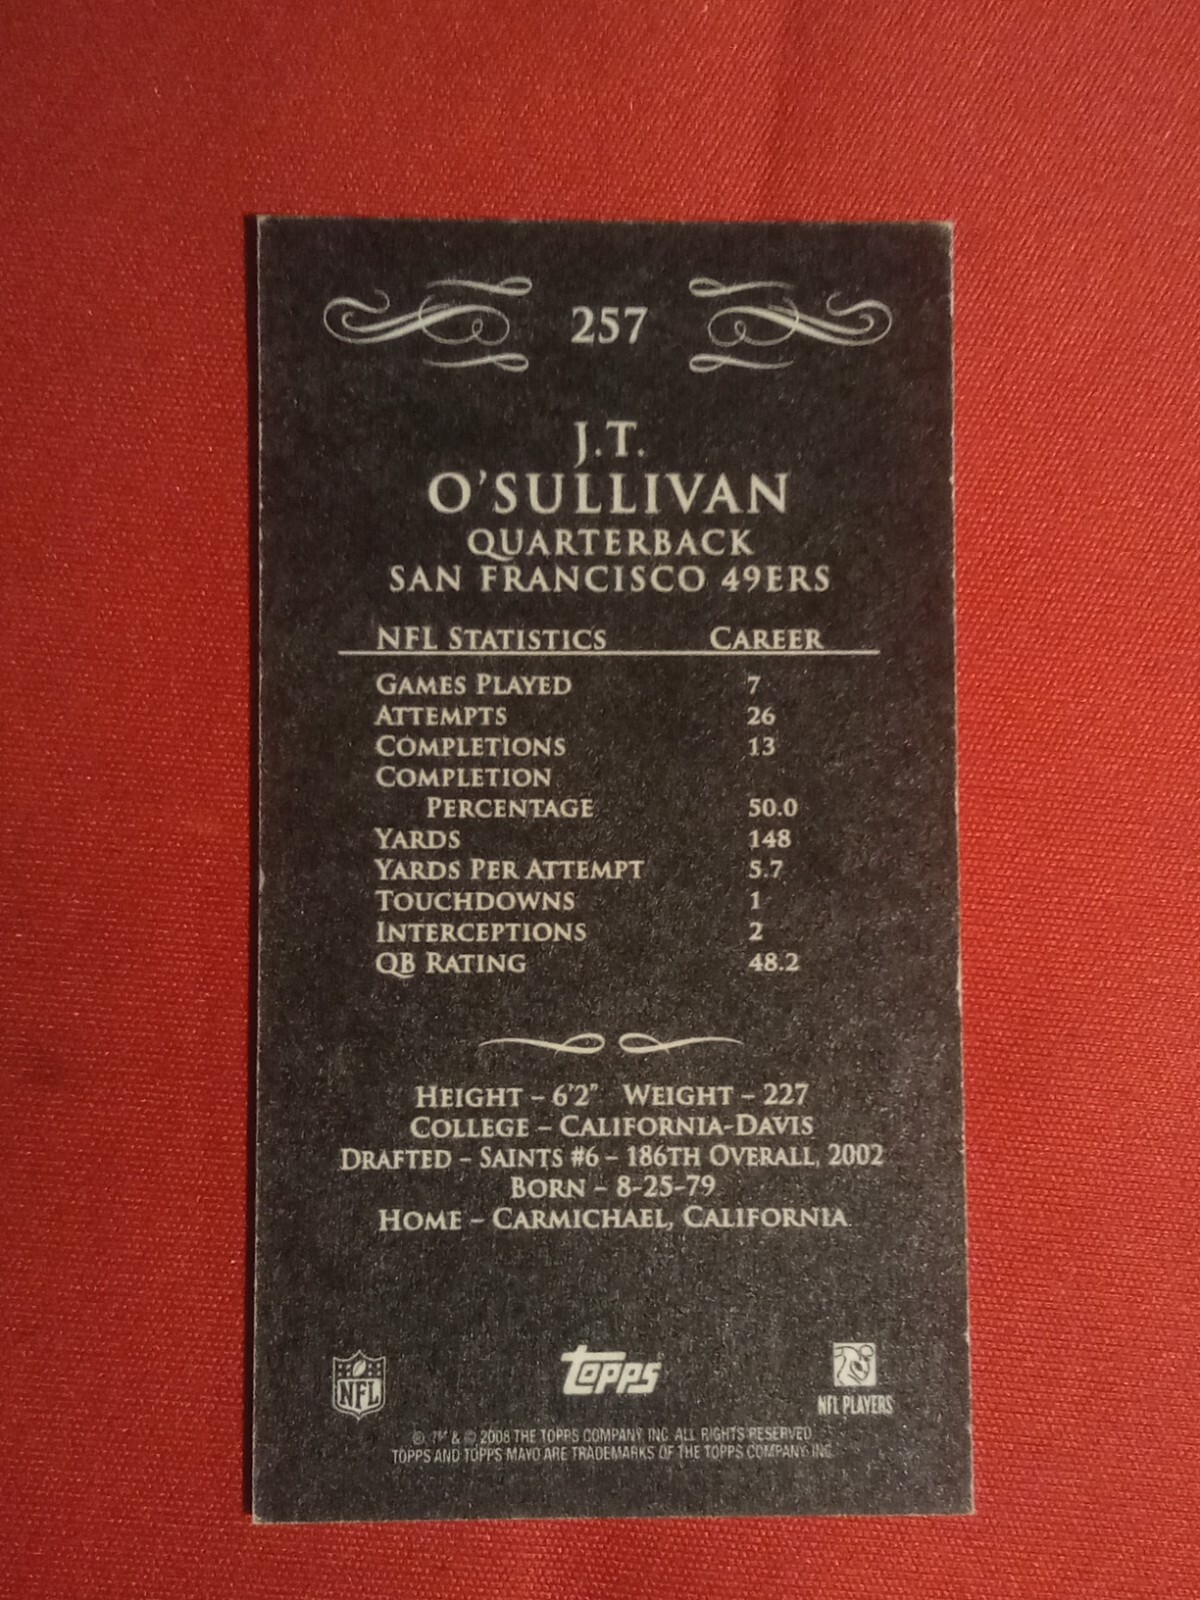 257
J.T.
O'SULLIVAN
QUARTERBACK
SAN FRANCISCO 49ERS
NFL STATISTICS CAREER
GAMES PLAYED 7
ATTEMPTS 26
COMPLETIONS 13
COMPLETION
PERCENTAGE 50.0
YARDS 148
YARDS PER ATTEMPT 5.7
TOUCHDOWNS 1
INTERCEPTIONS 2
QB RATING 48.2
HEIGHT – 6'2" WEIGHT – 227
COLLEGE – CALIFORNIA-DAVIS
DRAFTED – SAINTS #6 – 186TH OVERALL, 2002
BORN – 8-25-79
HOME – CARMICHAEL, CALIFORNIA
NFL topps NFL PLAYERS
®, ™ & © 2008 THE TOPPS COMPANY, INC. ALL RIGHTS RESERVED.
TOPPS AND TOPPS MAYO ARE TRADEMARKS OF THE TOPPS COMPANY, INC.